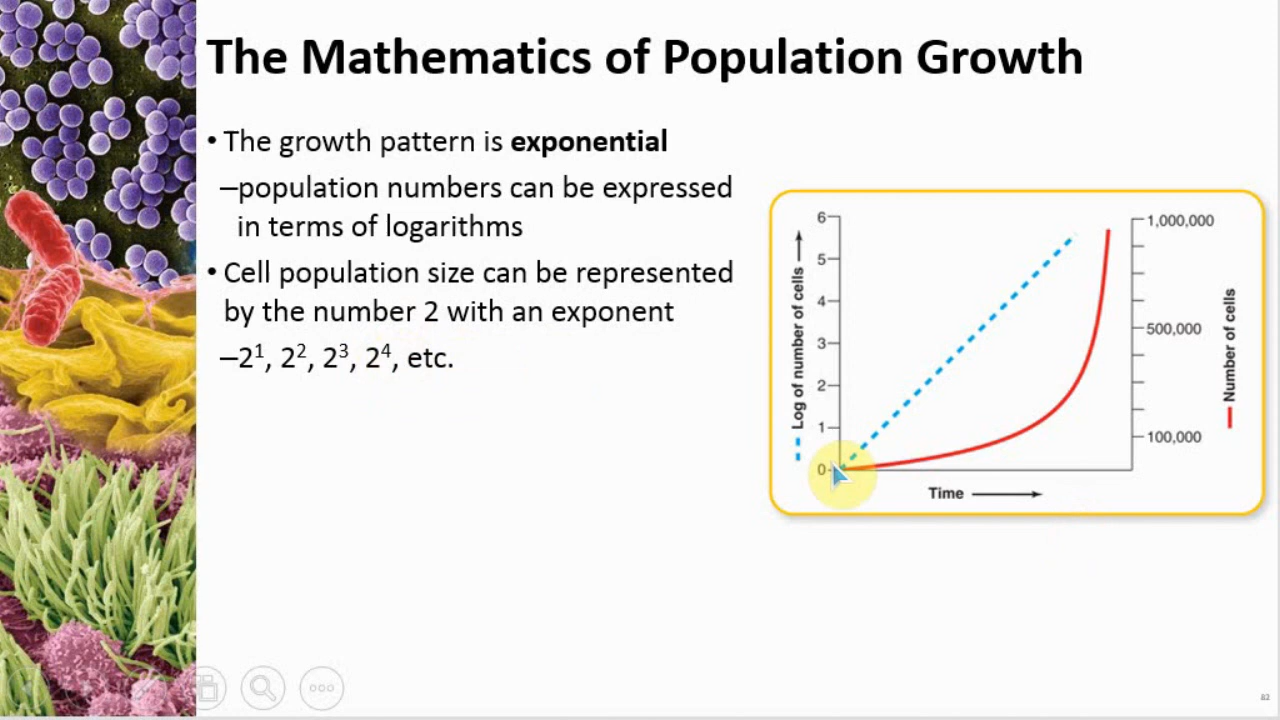 The Mathematics of Population Growth
• The growth pattern is exponential
–population numbers can be expressed
in terms of logarithms
• Cell population size can be represented
by the number 2 with an exponent
–2¹, 2², 2³, 2⁴, etc.
Log of number of cells
6
5
4
3
2
1
0
Time
1,000,000
500,000
100,000
Number of cells
82